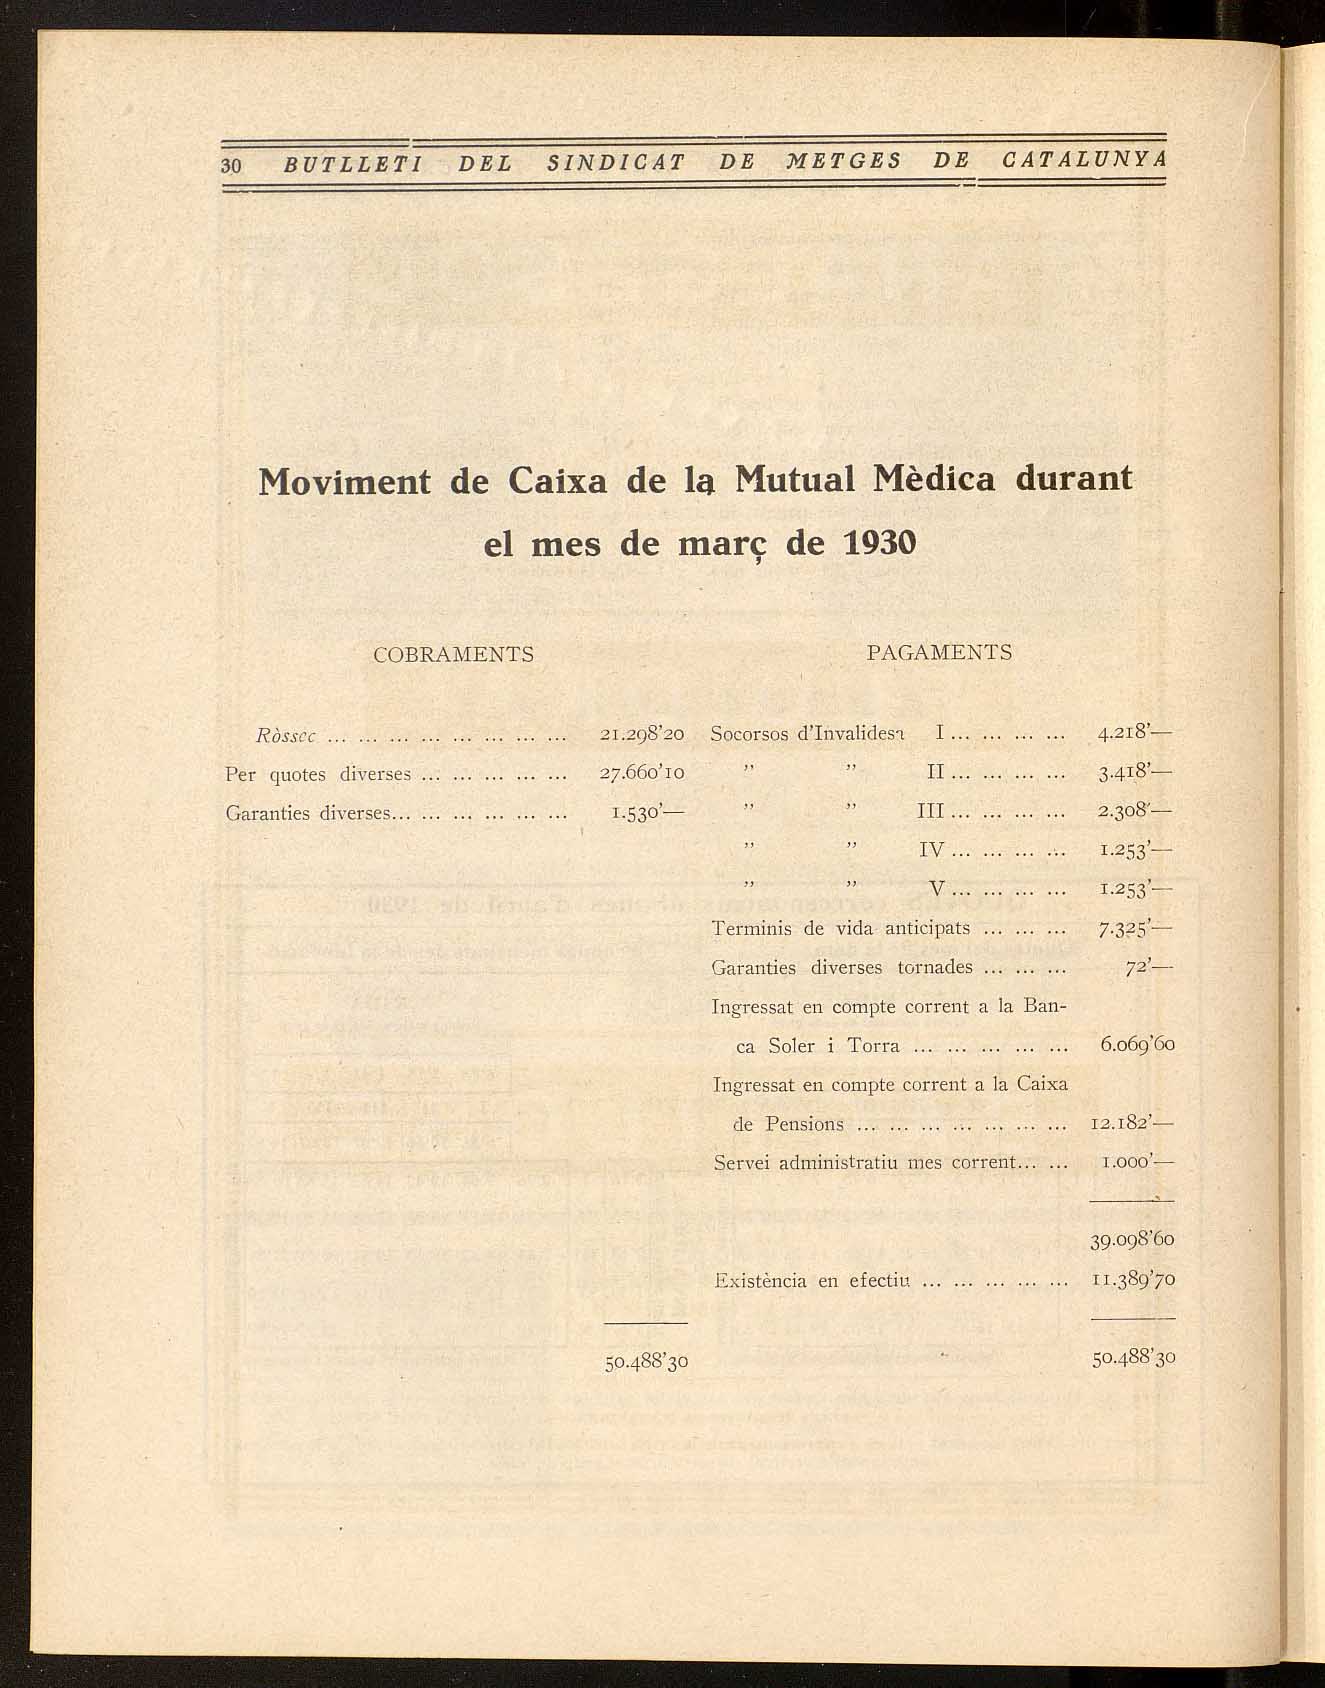 30 BUTLLETI DEL SINDICAT DE METGES DE CATALUNYA
Moviment de Caixa de la Mutual Mèdica durant
el mes de març de 1930
COBRAMENTS
Ròssec ... ... ... ... ... ... ... ... 21.298'20
Per quotes diverses ... ... ... ... ... 27.660'10
Garanties diverses... ... ... ... ... ... 1.530'—
50.488'30
PAGAMENTS
Socorsos d'Invalidesa I ... ... ... ... 4.218'—
” ” II ... ... ... ... 3.418'—
” ” III ... ... ... ... 2.308'—
” ” IV ... ... ... ... 1.253'—
” ” V ... ... ... ... 1.253'—
Terminis de vida anticipats ... ... ... 7.325'—
Garanties diverses tornades ... ... ... 72'—
Ingressat en compte corrent a la Ban-
ca Soler i Torra ... ... ... ... ... 6.069'60
Ingressat en compte corrent a la Caixa
de Pensions ... ... ... ... ... ... ... 12.182'—
Servei administratiu mes corrent... ... 1.000'—
39.098'60
Existència en efectiu ... ... ... ... ... 11.389'70
50.488'30